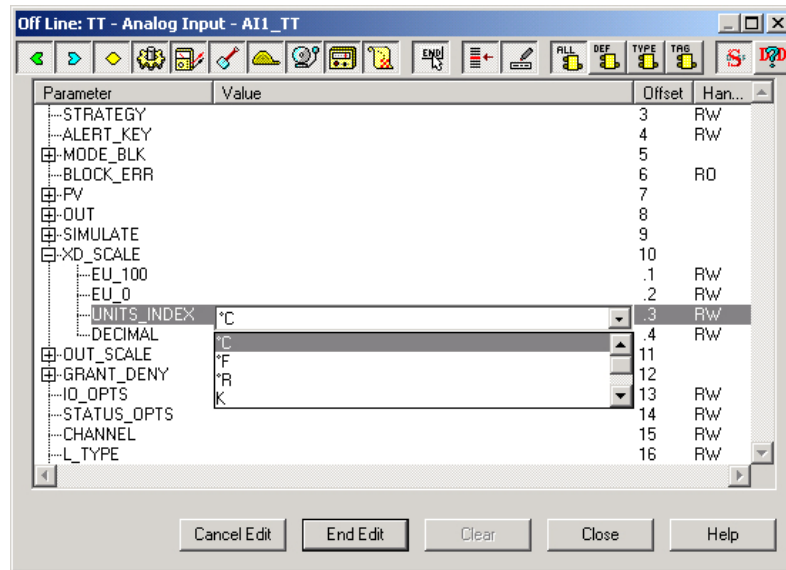 Off Line: TT - Analog Input - AI1_TT
END ALL DEF TYPE TAG S D?D
Parameter Value Offset Han...
STRATEGY 3 RW
ALERT_KEY 4 RW
MODE_BLK 5
BLOCK_ERR 6 RO
PV 7
OUT 8
SIMULATE 9
XD_SCALE 10
EU_100 .1 RW
EU_0 .2 RW
UNITS_INDEX °C .3 RW
DECIMAL °C .4 RW
°F
OUT_SCALE 11
GRANT_DENY °R 12
IO_OPTS K 13 RW
STATUS_OPTS 14 RW
CHANNEL 15 RW
L_TYPE 16 RW
Cancel Edit End Edit Clear Close Help